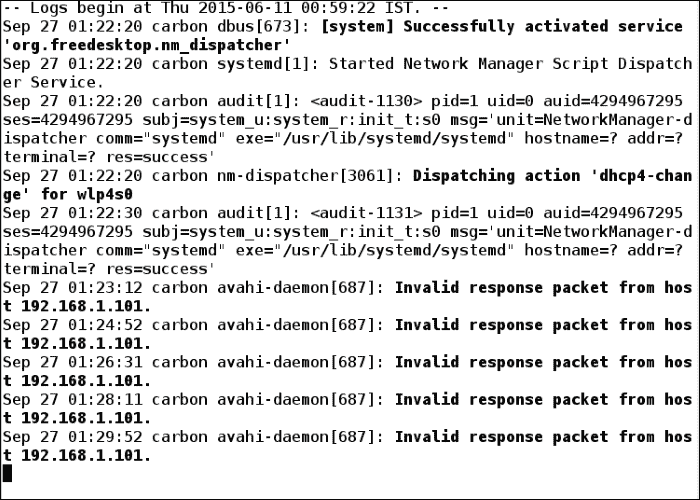 -- Logs begin at Thu 2015-06-11 00:59:22 IST. --
Sep 27 01:22:20 carbon dbus[673]: [system] Successfully activated service
'org.freedesktop.nm_dispatcher'
Sep 27 01:22:20 carbon systemd[1]: Started Network Manager Script Dispatch
er Service.
Sep 27 01:22:20 carbon audit[1]: <audit-1130> pid=1 uid=0 auid=4294967295
ses=4294967295 subj=system_u:system_r:init_t:s0 msg='unit=NetworkManager-d
ispatcher comm="systemd" exe="/usr/lib/systemd/systemd" hostname=? addr=?
terminal=? res=success'
Sep 27 01:22:20 carbon nm-dispatcher[3061]: Dispatching action 'dhcp4-chan
ge' for wlp4s0
Sep 27 01:22:30 carbon audit[1]: <audit-1131> pid=1 uid=0 auid=4294967295
ses=4294967295 subj=system_u:system_r:init_t:s0 msg='unit=NetworkManager-d
ispatcher comm="systemd" exe="/usr/lib/systemd/systemd" hostname=? addr=?
terminal=? res=success'
Sep 27 01:23:12 carbon avahi-daemon[687]: Invalid response packet from hos
t 192.168.1.101.
Sep 27 01:24:52 carbon avahi-daemon[687]: Invalid response packet from hos
t 192.168.1.101.
Sep 27 01:26:31 carbon avahi-daemon[687]: Invalid response packet from hos
t 192.168.1.101.
Sep 27 01:28:11 carbon avahi-daemon[687]: Invalid response packet from hos
t 192.168.1.101.
Sep 27 01:29:52 carbon avahi-daemon[687]: Invalid response packet from hos
t 192.168.1.101.